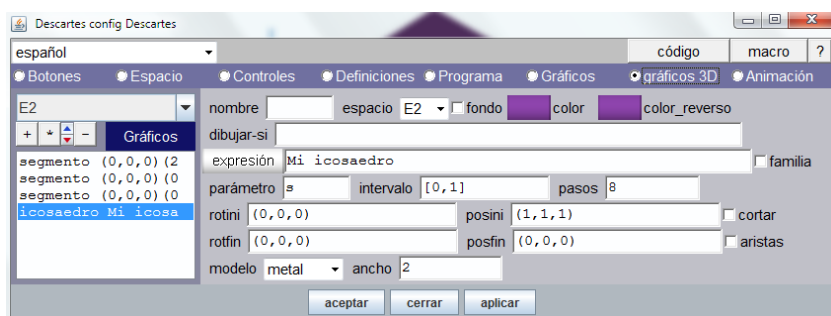 Descartes config Descartes
español código macro ?
Botones Espacio Controles Definiciones Programa Gráficos gráficos 3D Animación
E2 nombre espacio E2 fondo color color_reverso
+ * - Gráficos dibujar-si
segmento (0,0,0)(2 expresión Mi icosaedro familia
segmento (0,0,0)(0
segmento (0,0,0)(0 parámetro s intervalo [0,1] pasos 8
icosaedro Mi icosa rotini (0,0,0) posini (1,1,1) cortar
rotfin (0,0,0) posfin (0,0,0) aristas
modelo metal ancho 2
aceptar cerrar aplicar